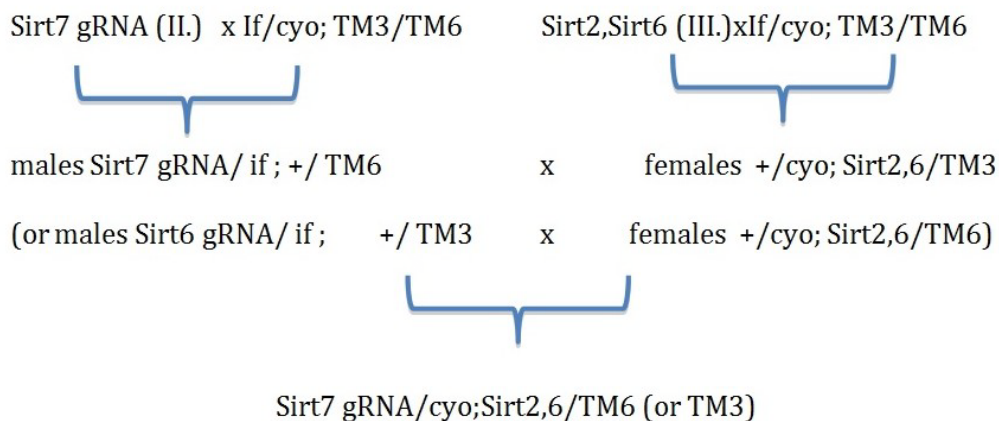 Sirt7 gRNA (II.) x If/cyo; TM3/TM6 Sirt2,Sirt6 (III.)xIf/cyo; TM3/TM6
males Sirt7 gRNA/ if ; +/ TM6 x females +/cyo; Sirt2,6/TM3
(or males Sirt6 gRNA/ if ; +/ TM3 x females +/cyo; Sirt2,6/TM6)
Sirt7 gRNA/cyo;Sirt2,6/TM6 (or TM3)